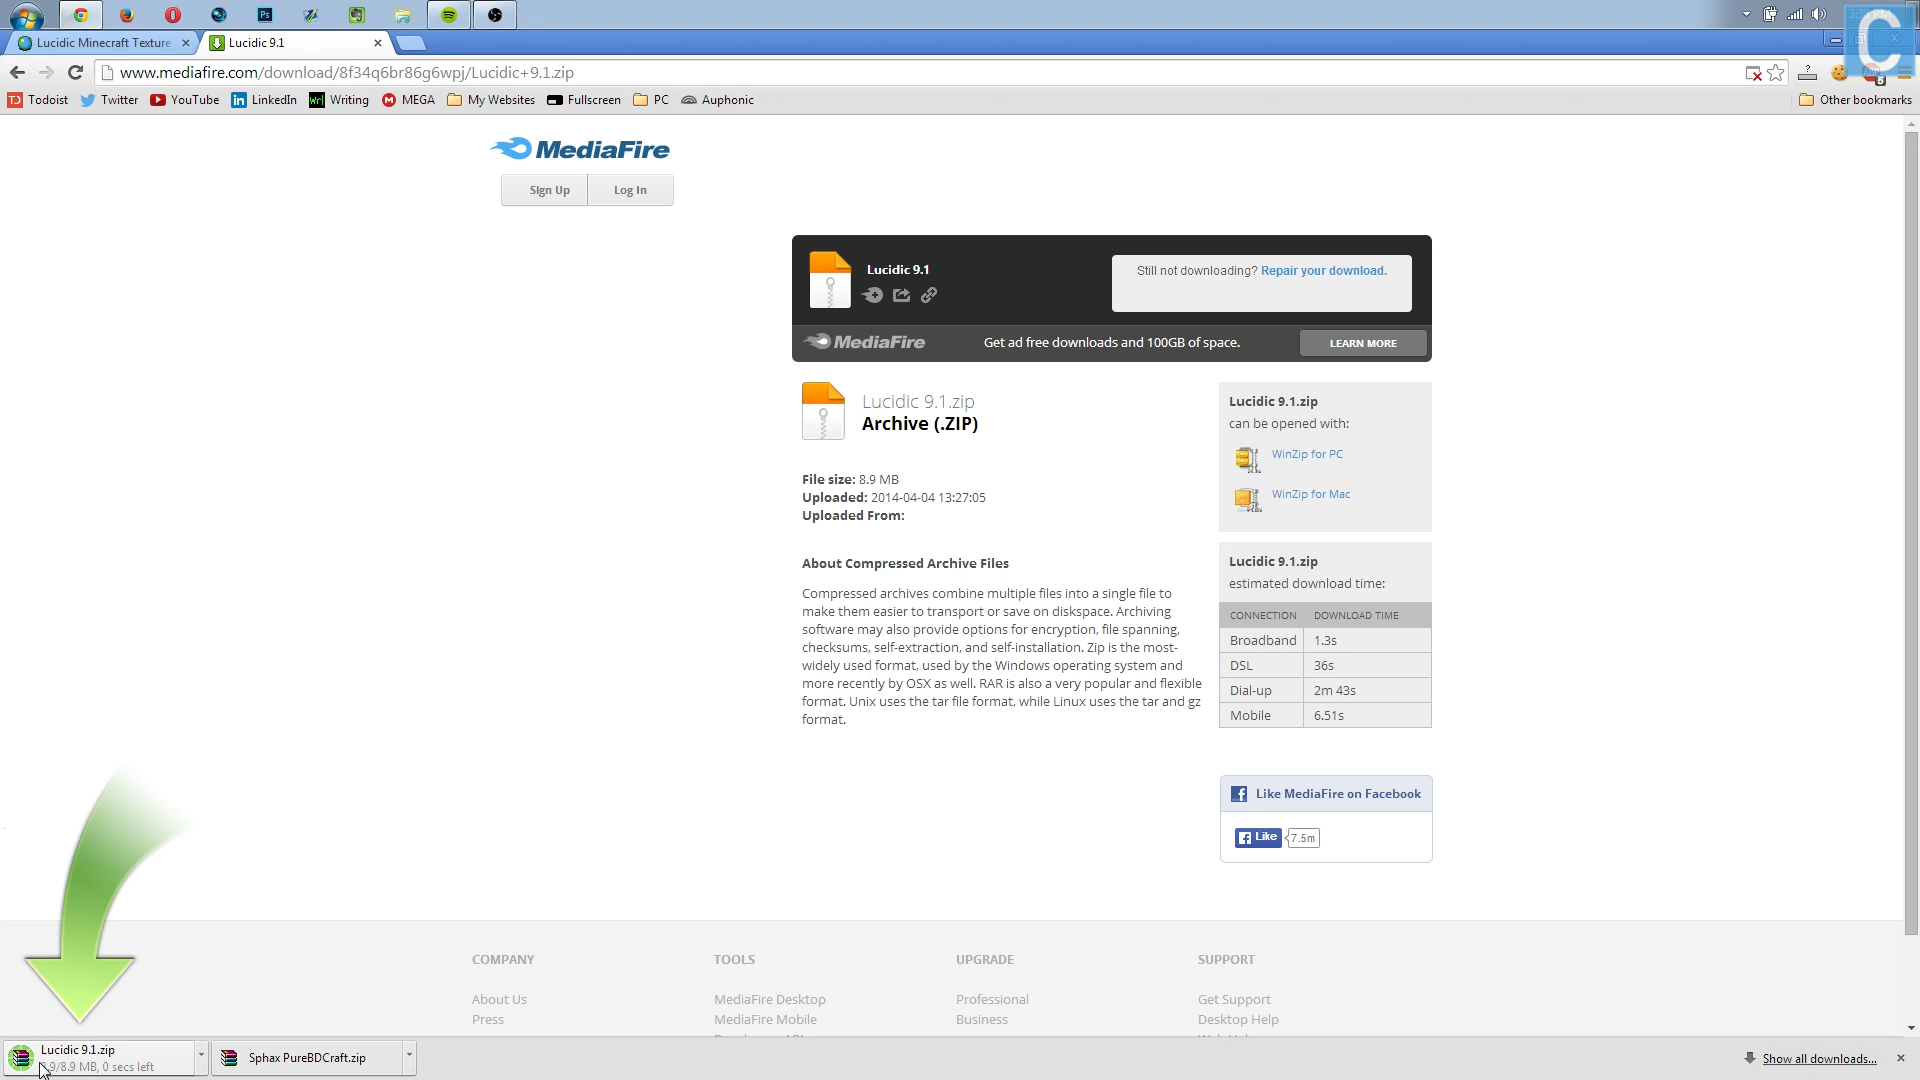 Lucidic Minecraft Texture
Lucidic 9.1
www.mediafire.com/download/8f34q6br86g6wpj/Lucidic+9.1.zip
Todoist Twitter YouTube LinkedIn Writing MEGA My Websites Fullscreen PC Auphonic Other bookmarks
MediaFire
Sign Up Log In
Lucidic 9.1
Still not downloading? Repair your download.
MediaFire Get ad free downloads and 100GB of space. LEARN MORE
Lucidic 9.1.zip
Archive (.ZIP)
File size: 8.9 MB
Uploaded: 2014-04-04 13:27:05
Uploaded From:
About Compressed Archive Files
Compressed archives combine multiple files into a single file to
make them easier to transport or save on diskspace. Archiving
software may also provide options for encryption, file spanning,
checksums, self-extraction, and self-installation. Zip is the most-
widely used format, used by the Windows operating system and
more recently by OSX as well. RAR is also a very popular and flexible
format. Unix uses the tar file format, while Linux uses the tar and gz
format.
Lucidic 9.1.zip
can be opened with:
WinZip for PC
WinZip for Mac
Lucidic 9.1.zip
estimated download time:
CONNECTION DOWNLOAD TIME
Broadband 1.3s
DSL 36s
Dial-up 2m 43s
Mobile 6.51s
Like MediaFire on Facebook
Like 7.5m
COMPANY TOOLS UPGRADE SUPPORT
About Us MediaFire Desktop Professional Get Support
Press MediaFire Mobile Business Desktop Help
Lucidic 9.1.zip
.9/8.9 MB, 0 secs left
Sphax PureBDCraft.zip
Show all downloads...